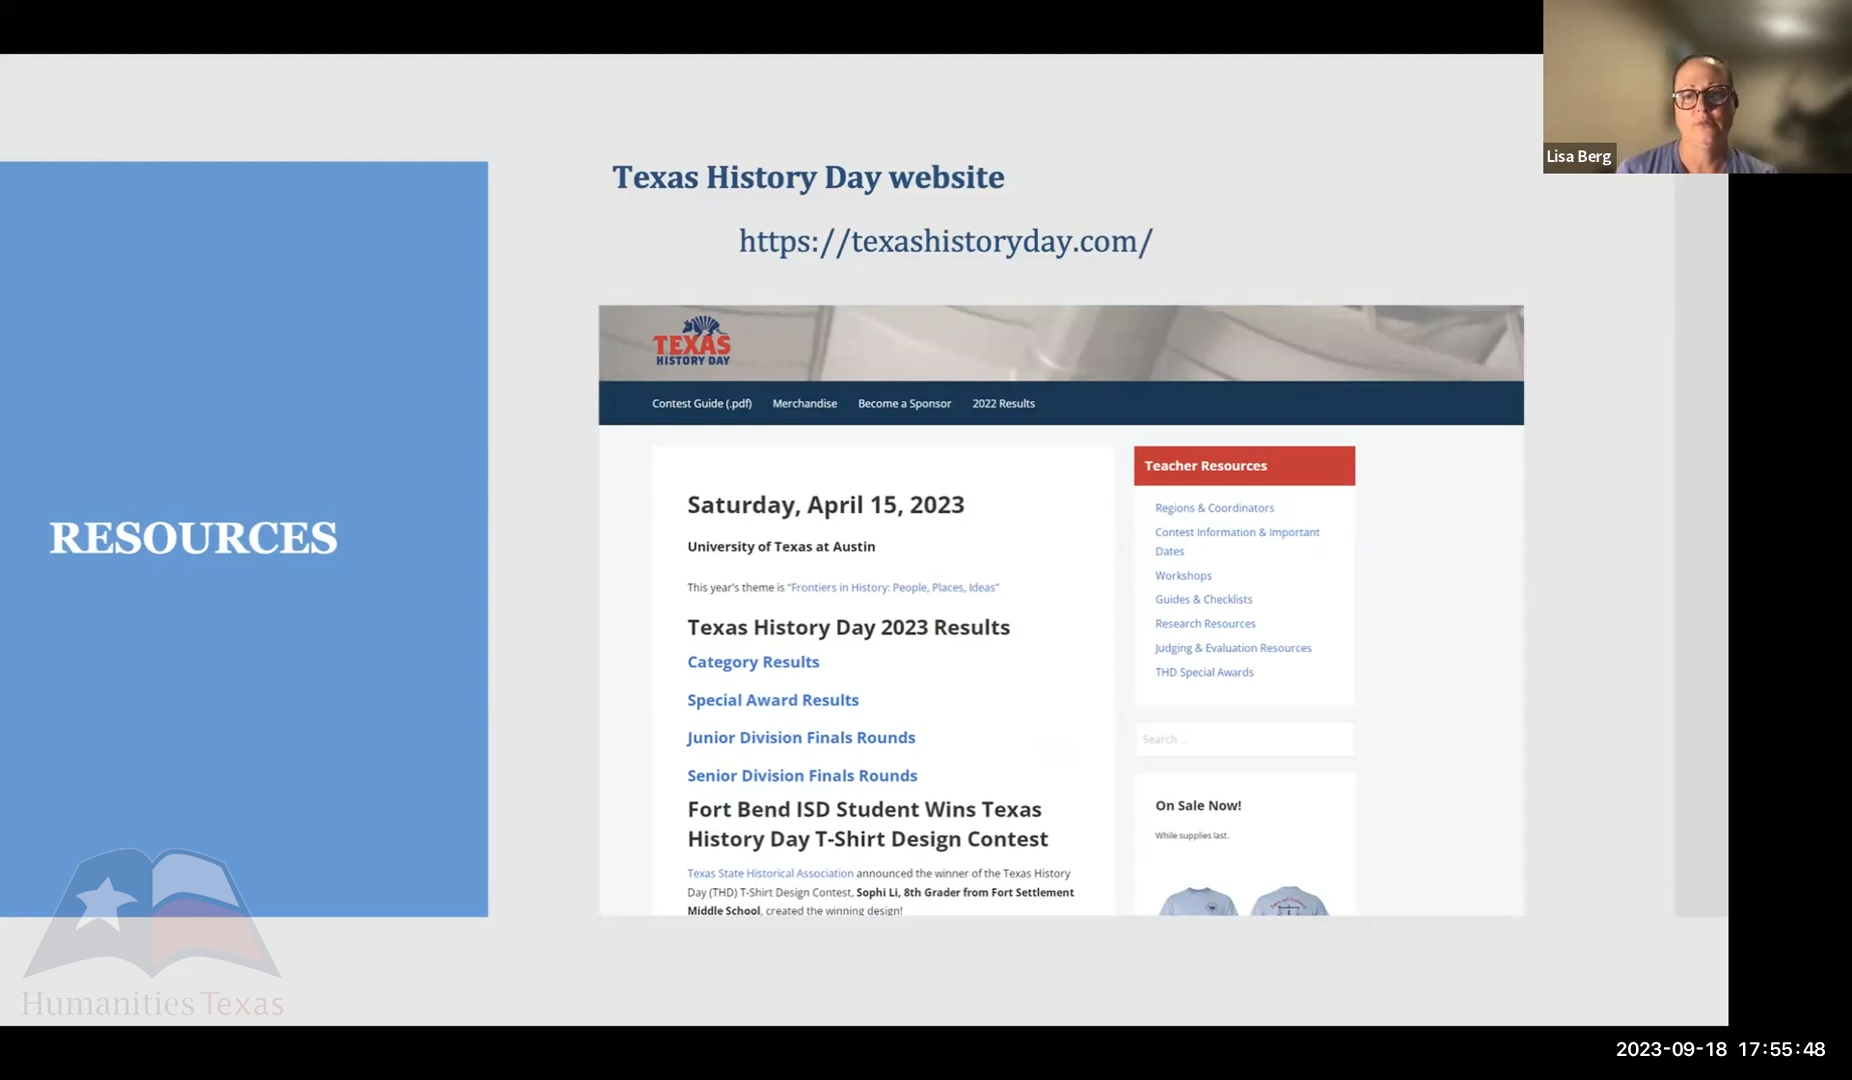 Lisa Berg
Texas History Day website
https://texashistoryday.com/
RESOURCES
TEXAS
HISTORY DAY
Contest Guide (.pdf) Merchandise Become a Sponsor 2022 Results
Saturday, April 15, 2023
University of Texas at Austin
This year's theme is "Frontiers in History: People, Places, Ideas"
Texas History Day 2023 Results
Category Results
Special Award Results
Junior Division Finals Rounds
Senior Division Finals Rounds
Fort Bend ISD Student Wins Texas
History Day T-Shirt Design Contest
Texas State Historical Association announced the winner of the Texas History
Day (THD) T-Shirt Design Contest, Sophi Li, 8th Grader from Fort Settlement
Middle School, created the winning design!
Teacher Resources
Regions & Coordinators
Contest Information & Important
Dates
Workshops
Guides & Checklists
Research Resources
Judging & Evaluation Resources
THD Special Awards
Search ...
On Sale Now!
While supplies last.
Humanities Texas
2023-09-18 17:55:48